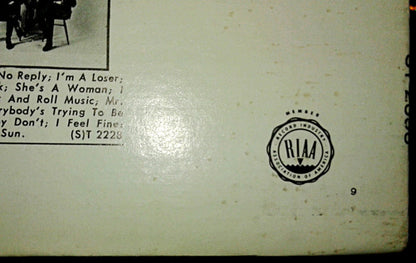 No Reply; I'm A Loser;
k; She's A Woman; I
And Roll Music; Mr.
rybody's Trying To Be
y Don't; I Feel Fine;
Sun. (S)T 2228
MEMBER
RECORD INDUSTRY
RIAA
ASSOCIATION OF AMERICA
9